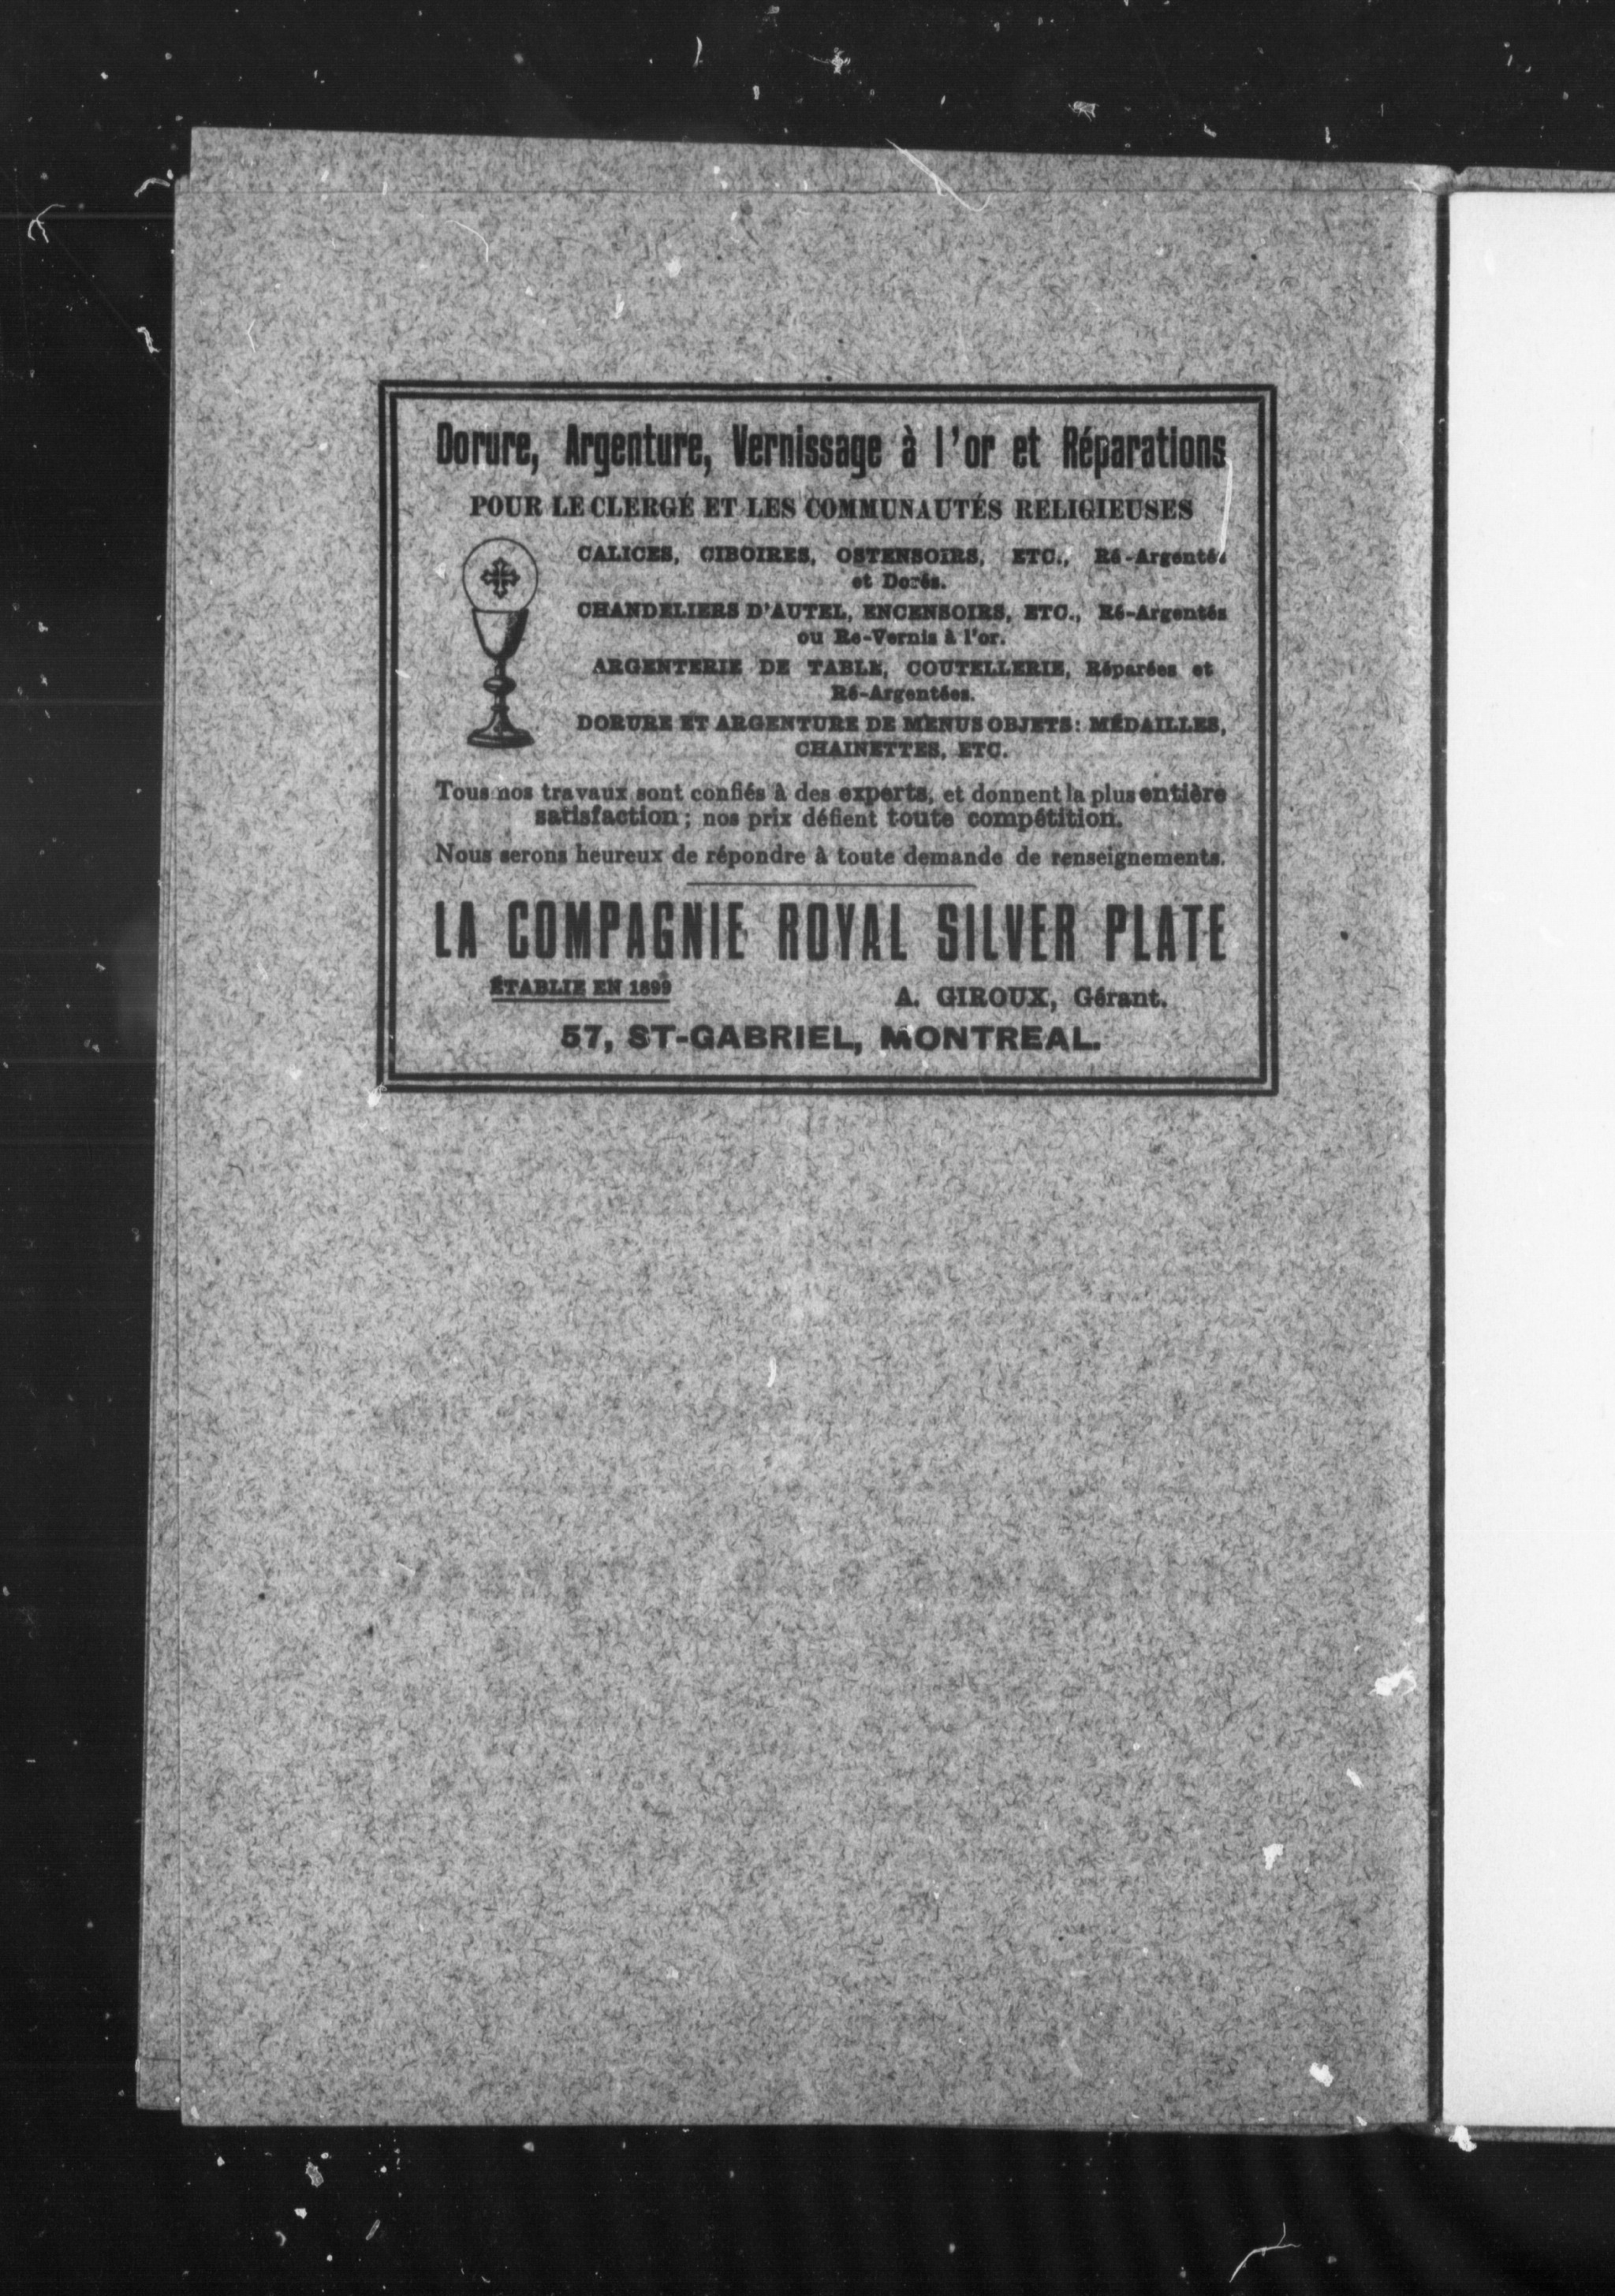 Dorure, Argenture, Vernissage à l'or et Réparations
POUR LE CLERGÉ ET LES COMMUNAUTÉS RELIGIEUSES
CALICES, CIBOIRES, OSTENSOIRS, ETC., Ré-Argentés
et Dorés.
CHANDELIERS D'AUTEL, ENCENSOIRS, ETC., Ré-Argentés
ou Re-Vernis à l'or.
ARGENTERIE DE TABLE, COUTELLERIE, Réparées et
Ré-Argentées.
DORURE ET ARGENTURE DE MENUS OBJETS: MÉDAILLES,
CHAINETTES, ETC.
Tous nos travaux sont confiés à des experts, et donnent la plus entière
satisfaction; nos prix défient toute compétition.
Nous serons heureux de répondre à toute demande de renseignements.
LA COMPAGNIE ROYAL SILVER PLATE
ÉTABLIE EN 1899
A. GIROUX, Gérant.
57, ST-GABRIEL, MONTREAL.